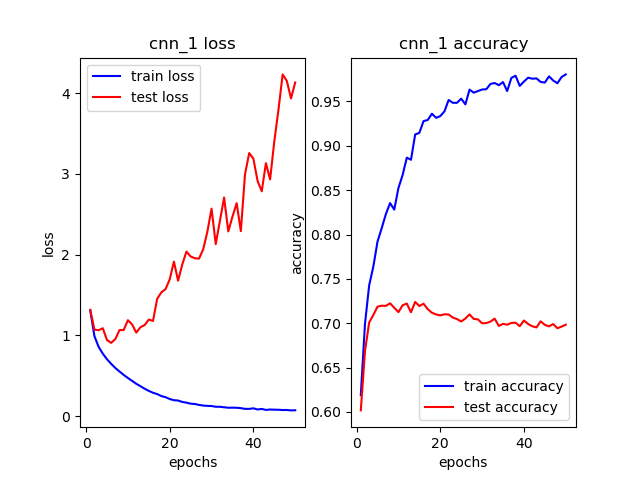 cnn_1 loss
train loss
test loss
4
3
2
1
0
loss
0
20
40
epochs
cnn_1 accuracy
0.95
0.90
0.85
0.80
0.75
0.70
0.65
0.60
accuracy
train accuracy
test accuracy
0
20
40
epochs